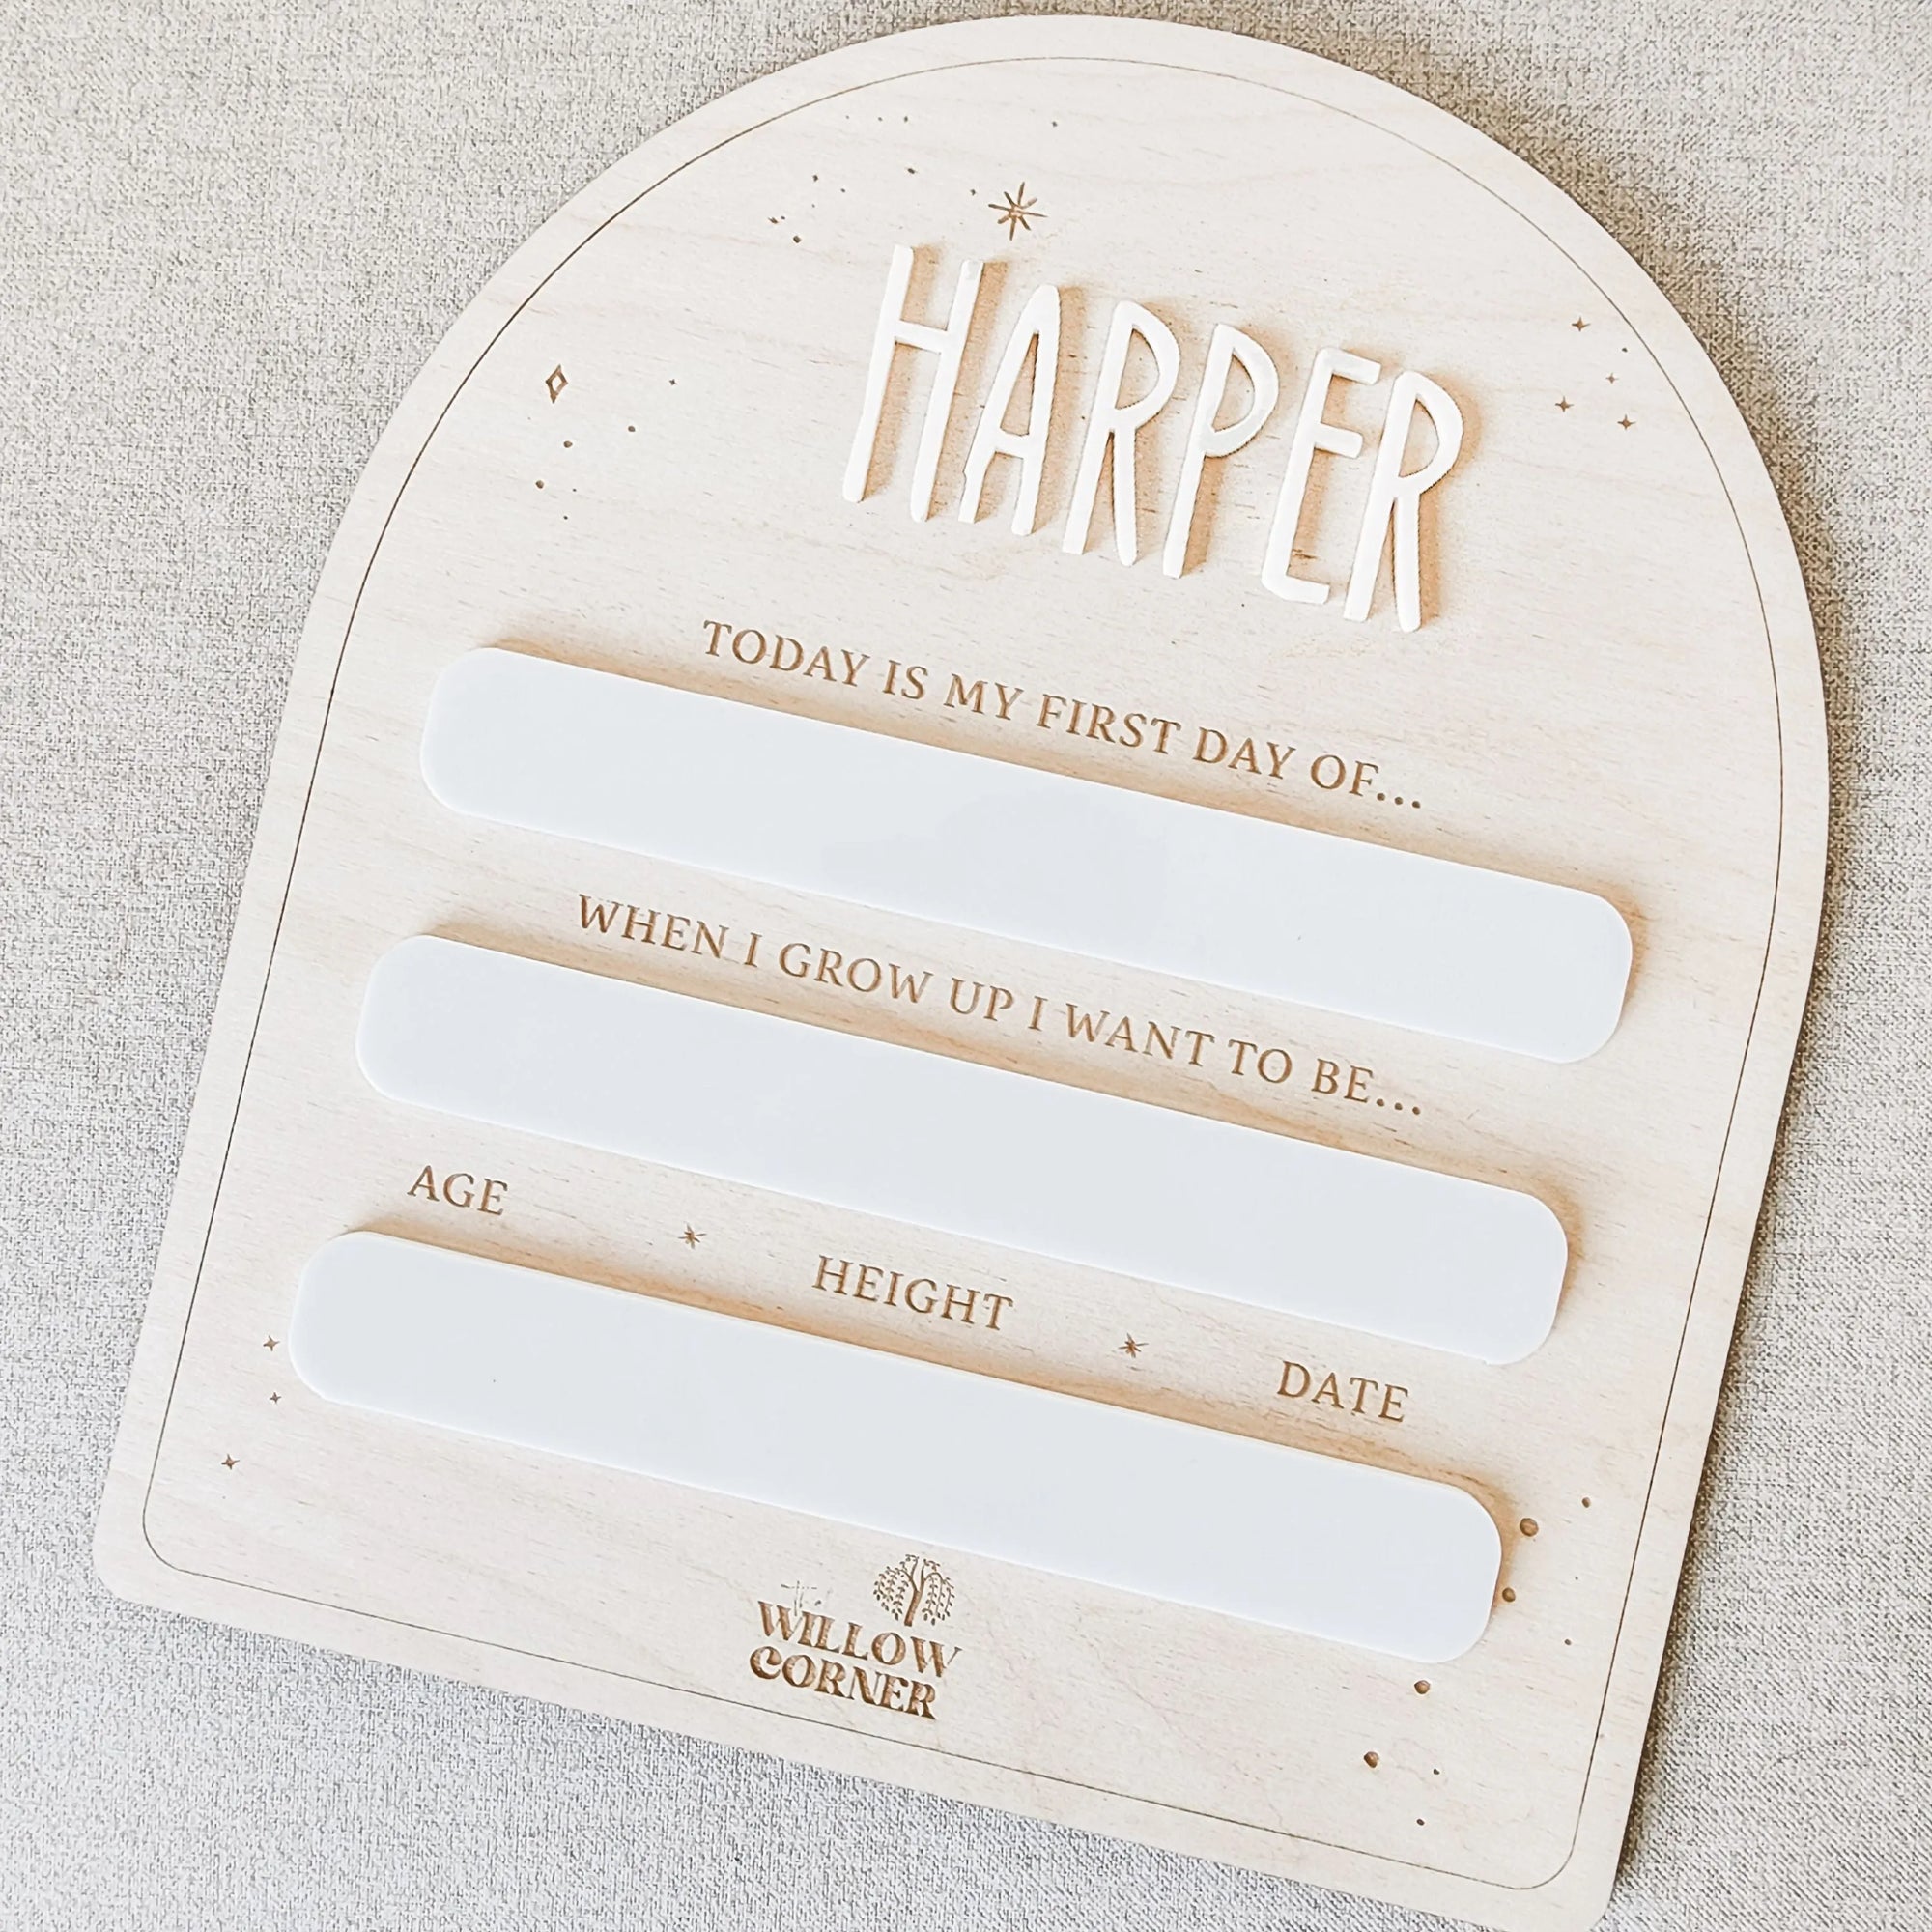 HARPER
TODAY IS MY FIRST DAY OF...
WHEN I GROW UP I WANT TO BE...
AGE HEIGHT DATE
WILLOW
CORNER